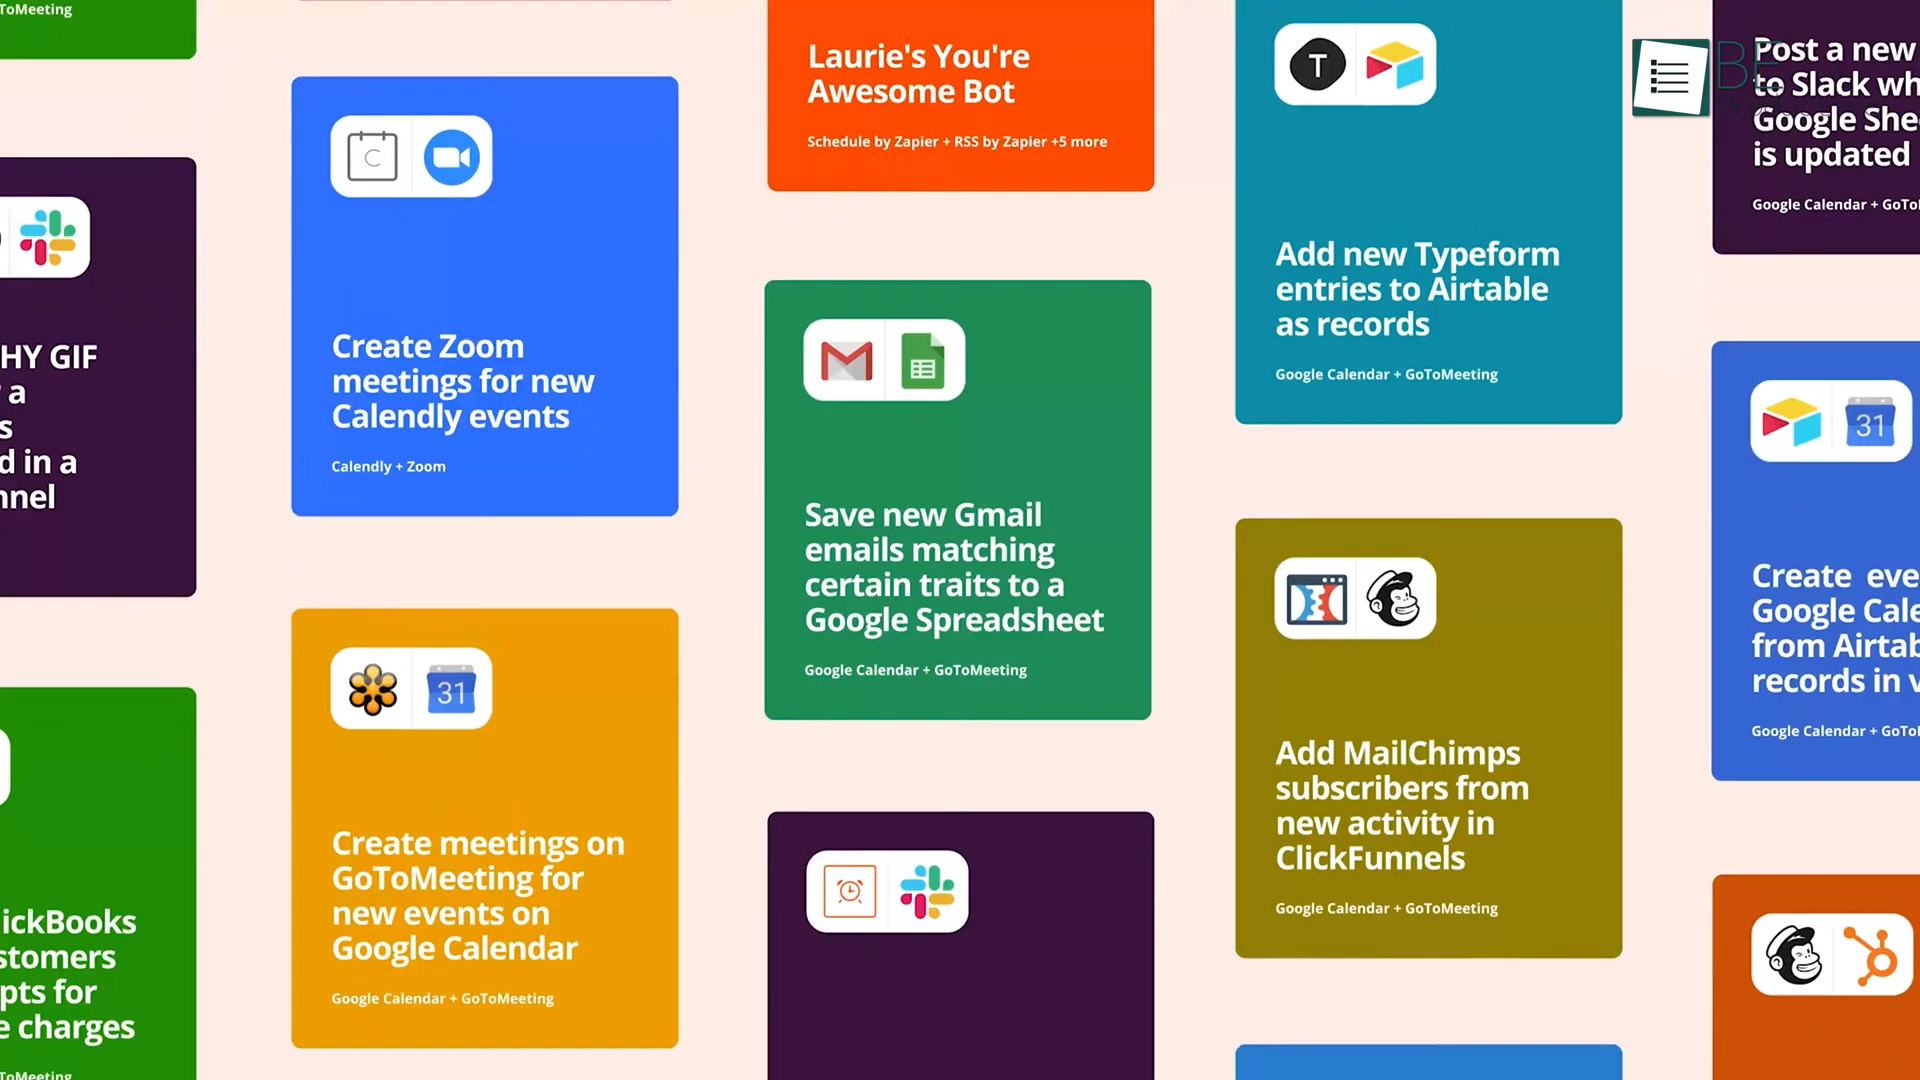 ToMeeting
HY GIF
a
s
d in a
nnel
ickBooks
stomers
pts for
e charges
ToMeeting
C
Create Zoom
meetings for new
Calendly events
Calendly + Zoom
31
Create meetings on
GoToMeeting for
new events on
Google Calendar
Google Calendar + GoToMeeting
Laurie's You're
Awesome Bot
Schedule by Zapier + RSS by Zapier +5 more
Save new Gmail
emails matching
certain traits to a
Google Spreadsheet
Google Calendar + GoToMeeting
T
Add new Typeform
entries to Airtable
as records
Google Calendar + GoToMeeting
Add MailChimps
subscribers from
new activity in
ClickFunnels
Google Calendar + GoToMeeting
BE
Post a new
to Slack wh
Google She
is updated
Google Calendar + GoTo
31
Create eve
Google Cale
from Airtab
records in v
Google Calendar + GoTo